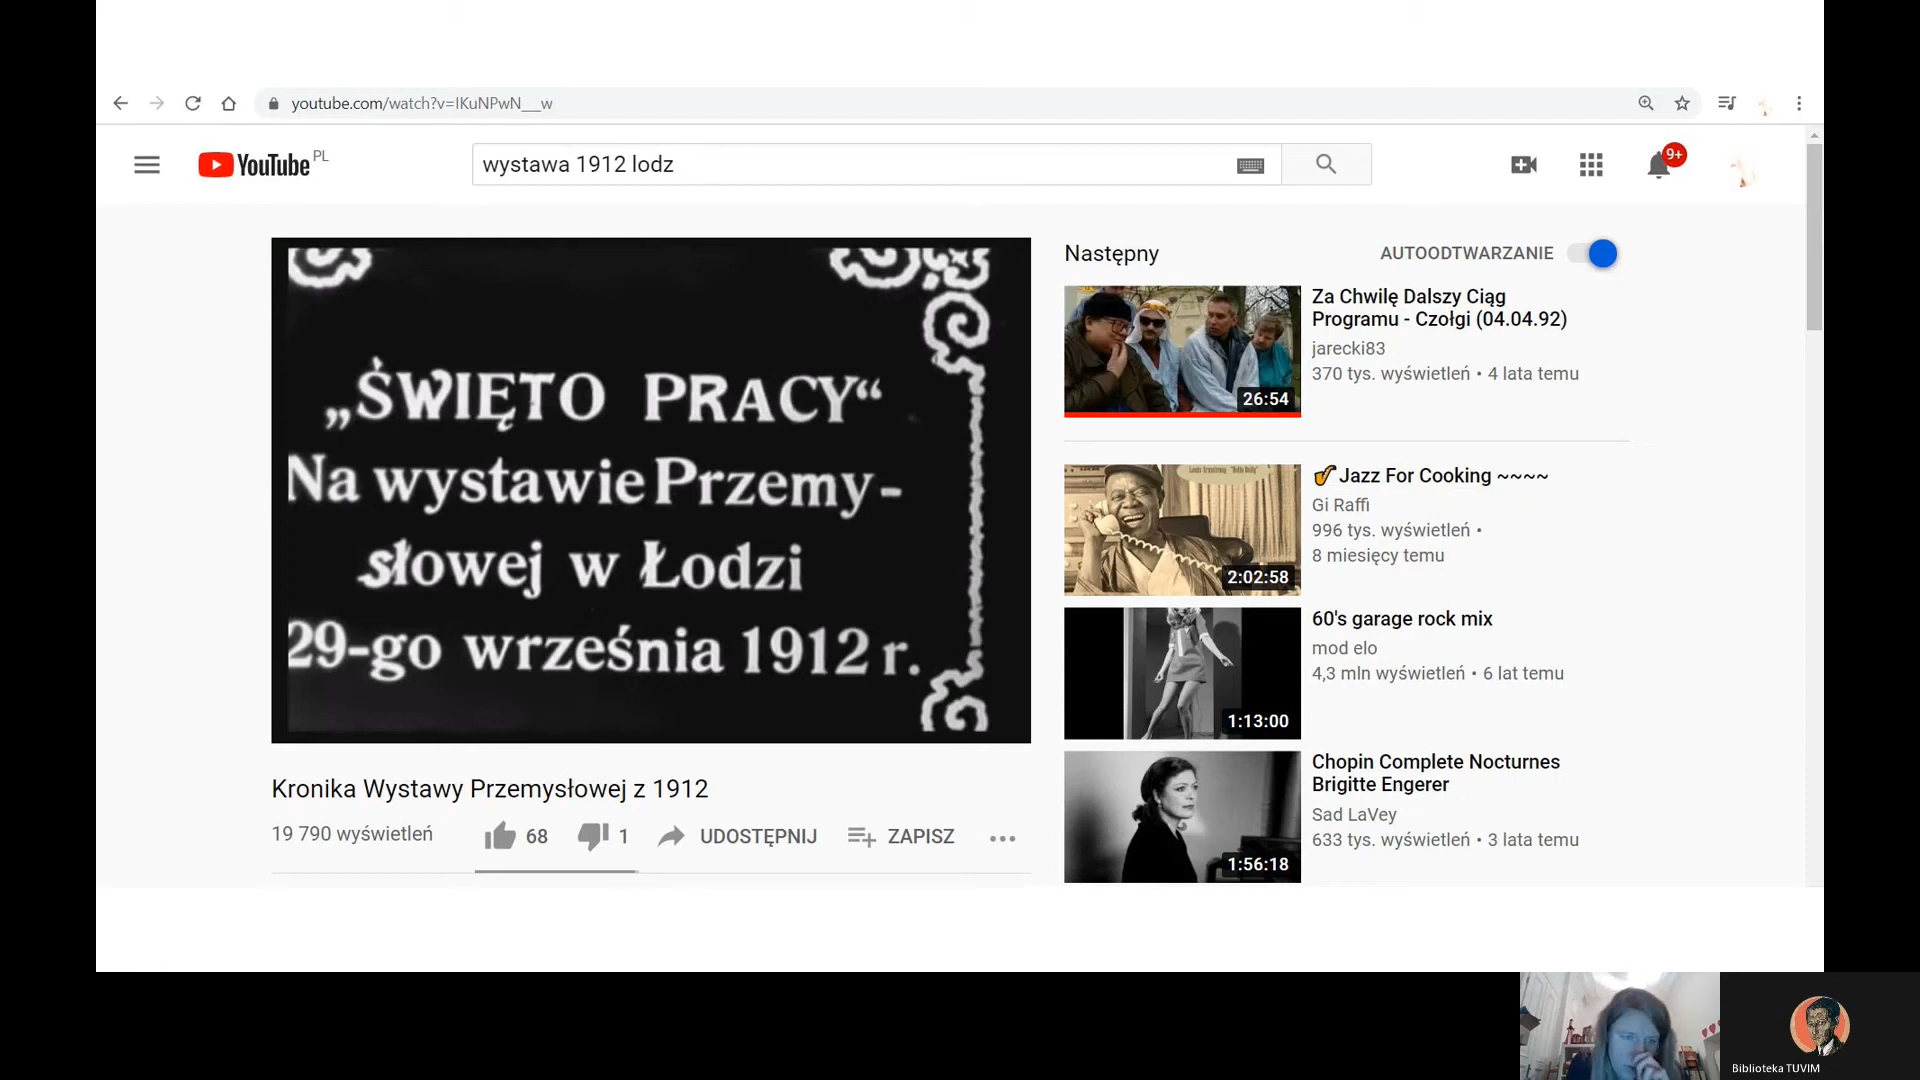 youtube.com/watch?v=IKuNPwN__w
YouTube PL
wystawa 1912 lodz
9+
„ŚWIĘTO PRACY“
Na wystawie Przemy-
słowej w Łodzi
29-go września 1912 r.
Kronika Wystawy Przemysłowej z 1912
19 790 wyświetleń
68
1
UDOSTĘPNIJ
ZAPISZ
Następny
AUTOODTWARZANIE
26:54
Za Chwilę Dalszy Ciąg
Programu - Czołgi (04.04.92)
jarecki83
370 tys. wyświetleń • 4 lata temu
Louis Armstrong "Hello Dolly"
2:02:58
🎷Jazz For Cooking ~~~~
Gi Raffi
996 tys. wyświetleń •
8 miesięcy temu
1:13:00
60's garage rock mix
mod elo
4,3 mln wyświetleń • 6 lat temu
1:56:18
Chopin Complete Nocturnes
Brigitte Engerer
Sad LaVey
633 tys. wyświetleń • 3 lata temu
Biblioteka TUVIM